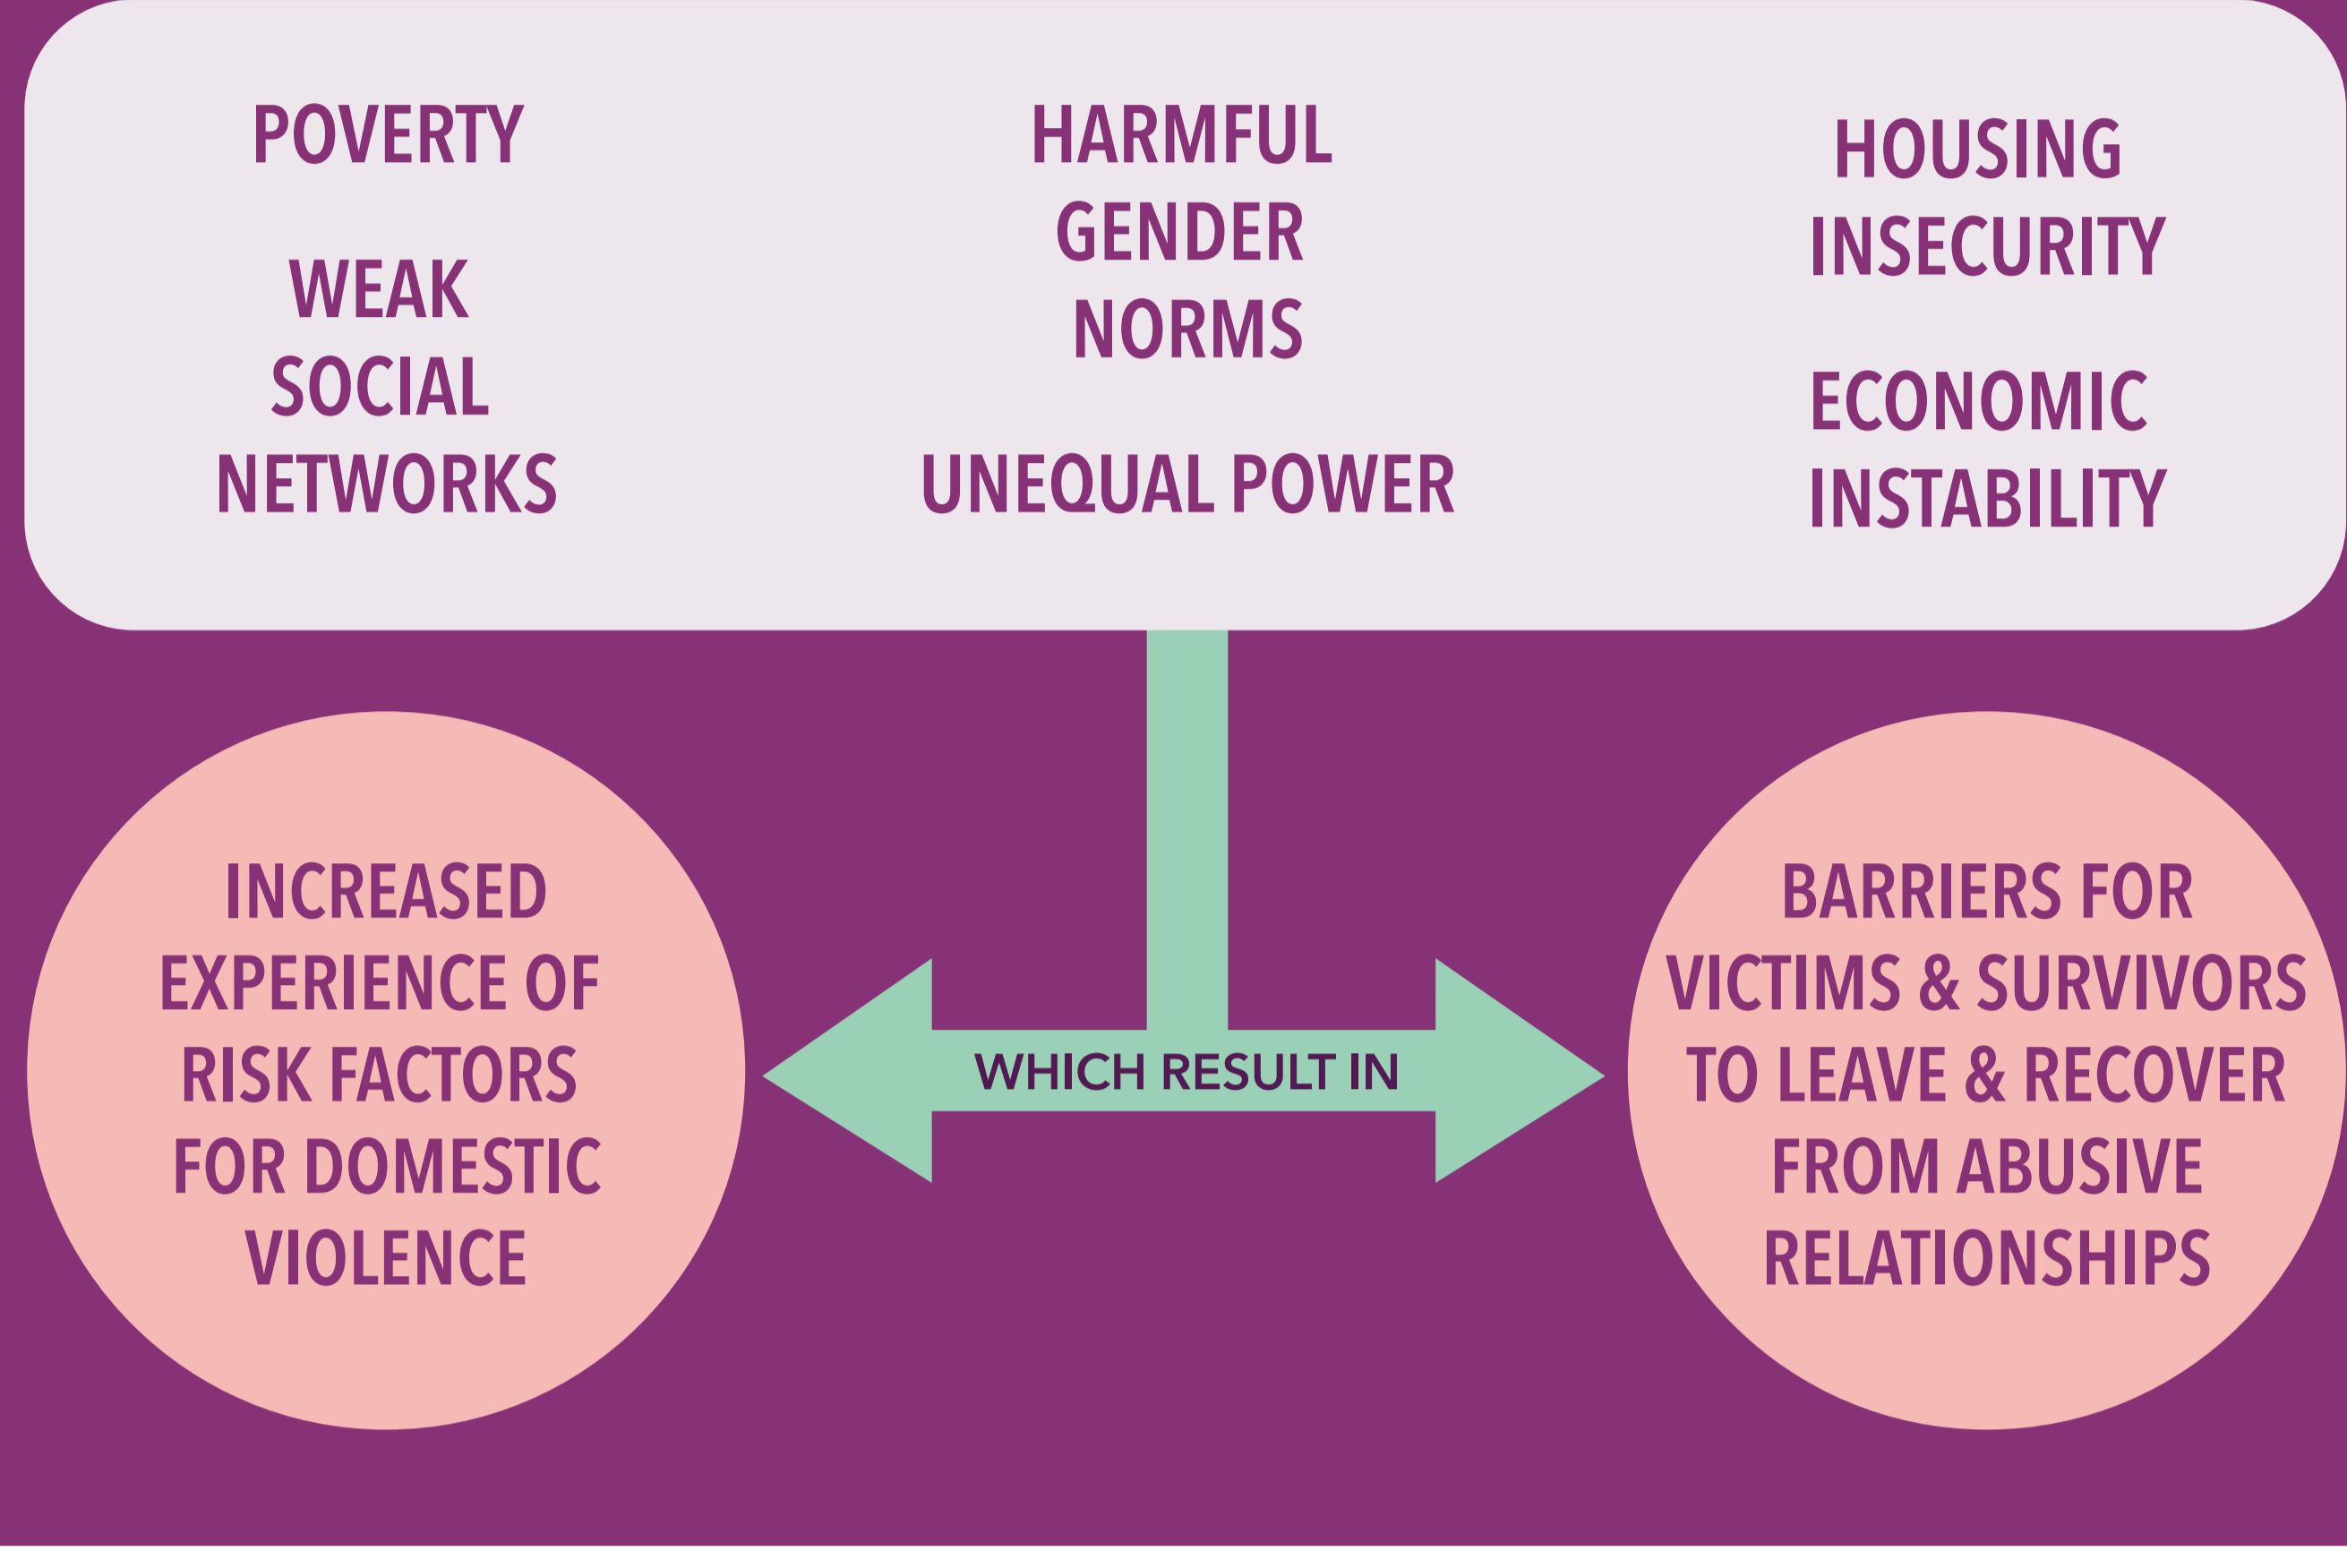 POVERTY
WEAK
SOCIAL
NETWORKS
HARMFUL
GENDER
NORMS
UNEQUAL POWER
HOUSING
INSECURITY
ECONOMIC
INSTABILITY
WHICH RESULT IN
INCREASED
EXPERIENCE OF
RISK FACTORS
FOR DOMESTIC
VIOLENCE
BARRIERS FOR
VICTIMS & SURVIVORS
TO LEAVE & RECOVER
FROM ABUSIVE
RELATIONSHIPS